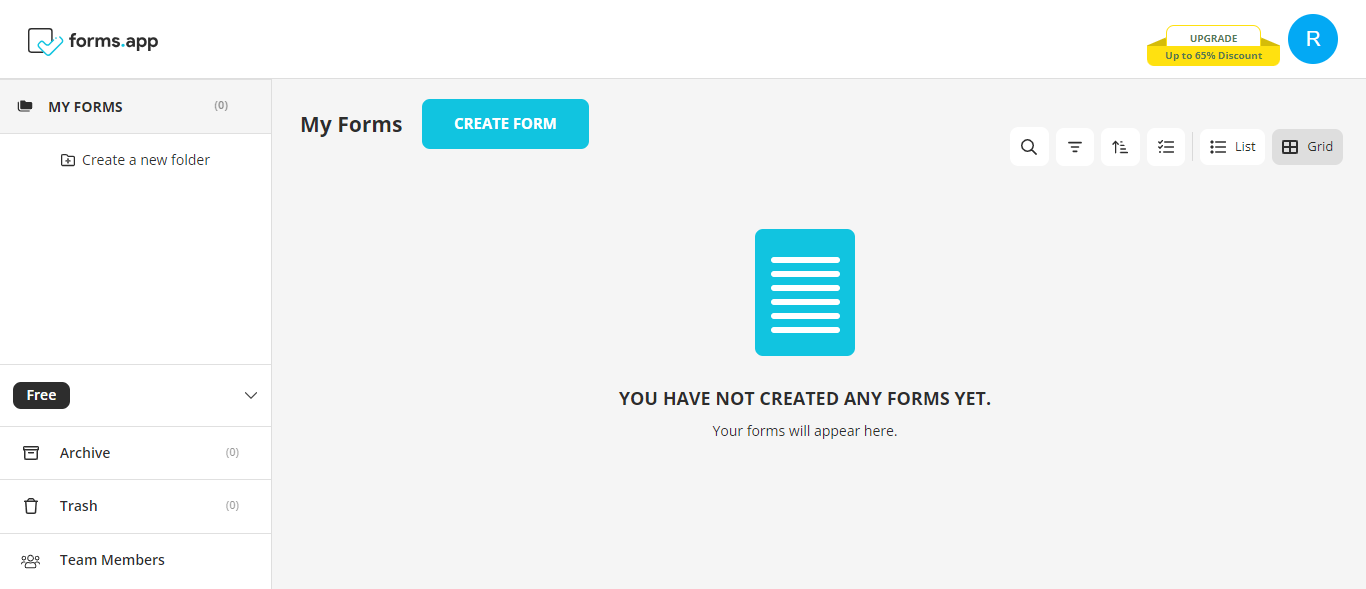 forms.app
UPGRADE
Up to 65% Discount
R
MY FORMS
(0)
Create a new folder
My Forms
CREATE FORM
List
Grid
YOU HAVE NOT CREATED ANY FORMS YET.
Your forms will appear here.
Free
Archive
(0)
Trash
(0)
Team Members